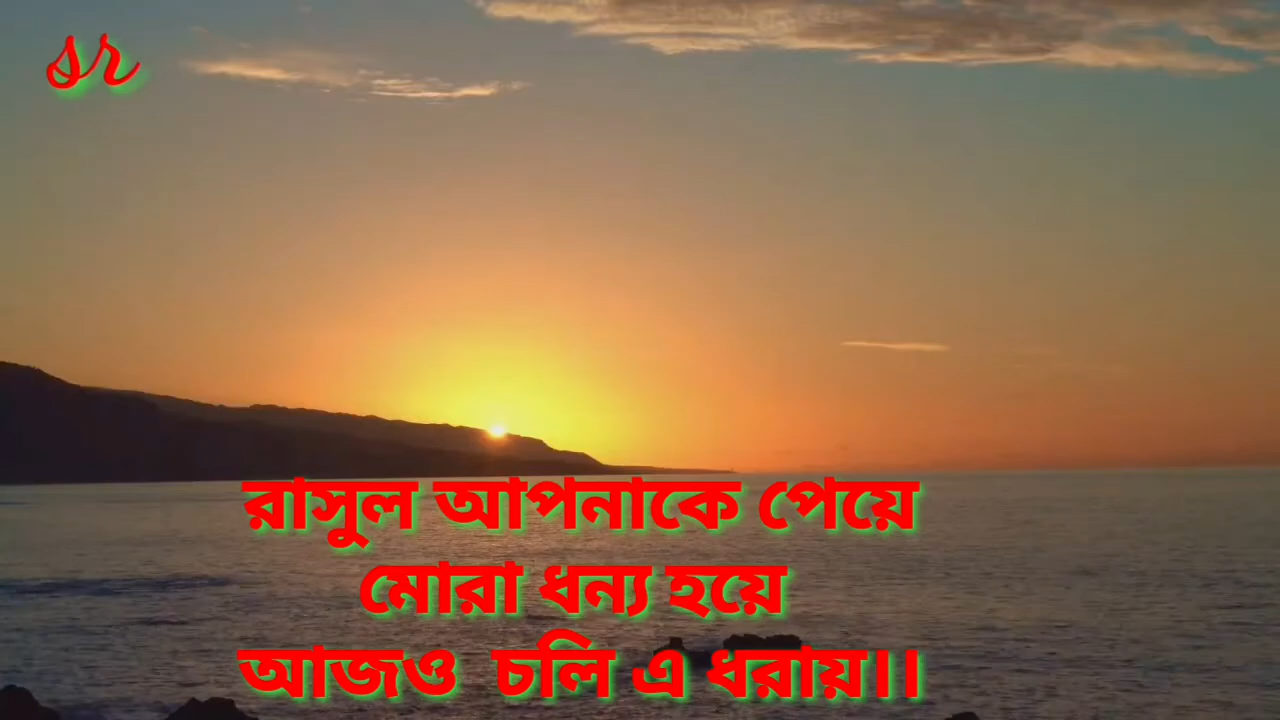 sr
রাসুল আপনাকে পেয়ে
মোরা ধন্য হয়ে
আজও চলি এ ধরায়।।